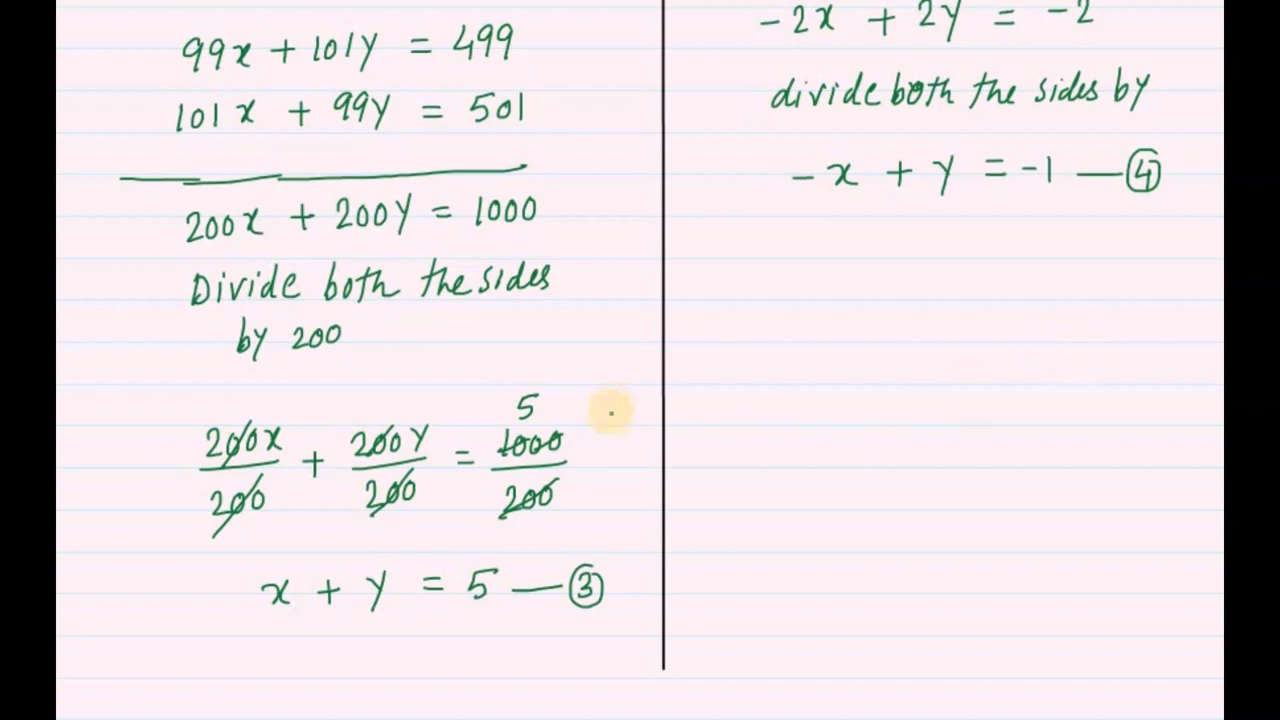 99x + 101y = 499
101x + 99y = 501
200x + 200y = 1000
Divide both the sides
by 200
5
200x + 200y = 1000
200 200 200
x + y = 5 — ③
-2x + 2y = -2
divide both the sides by
-x + y = -1 — ④